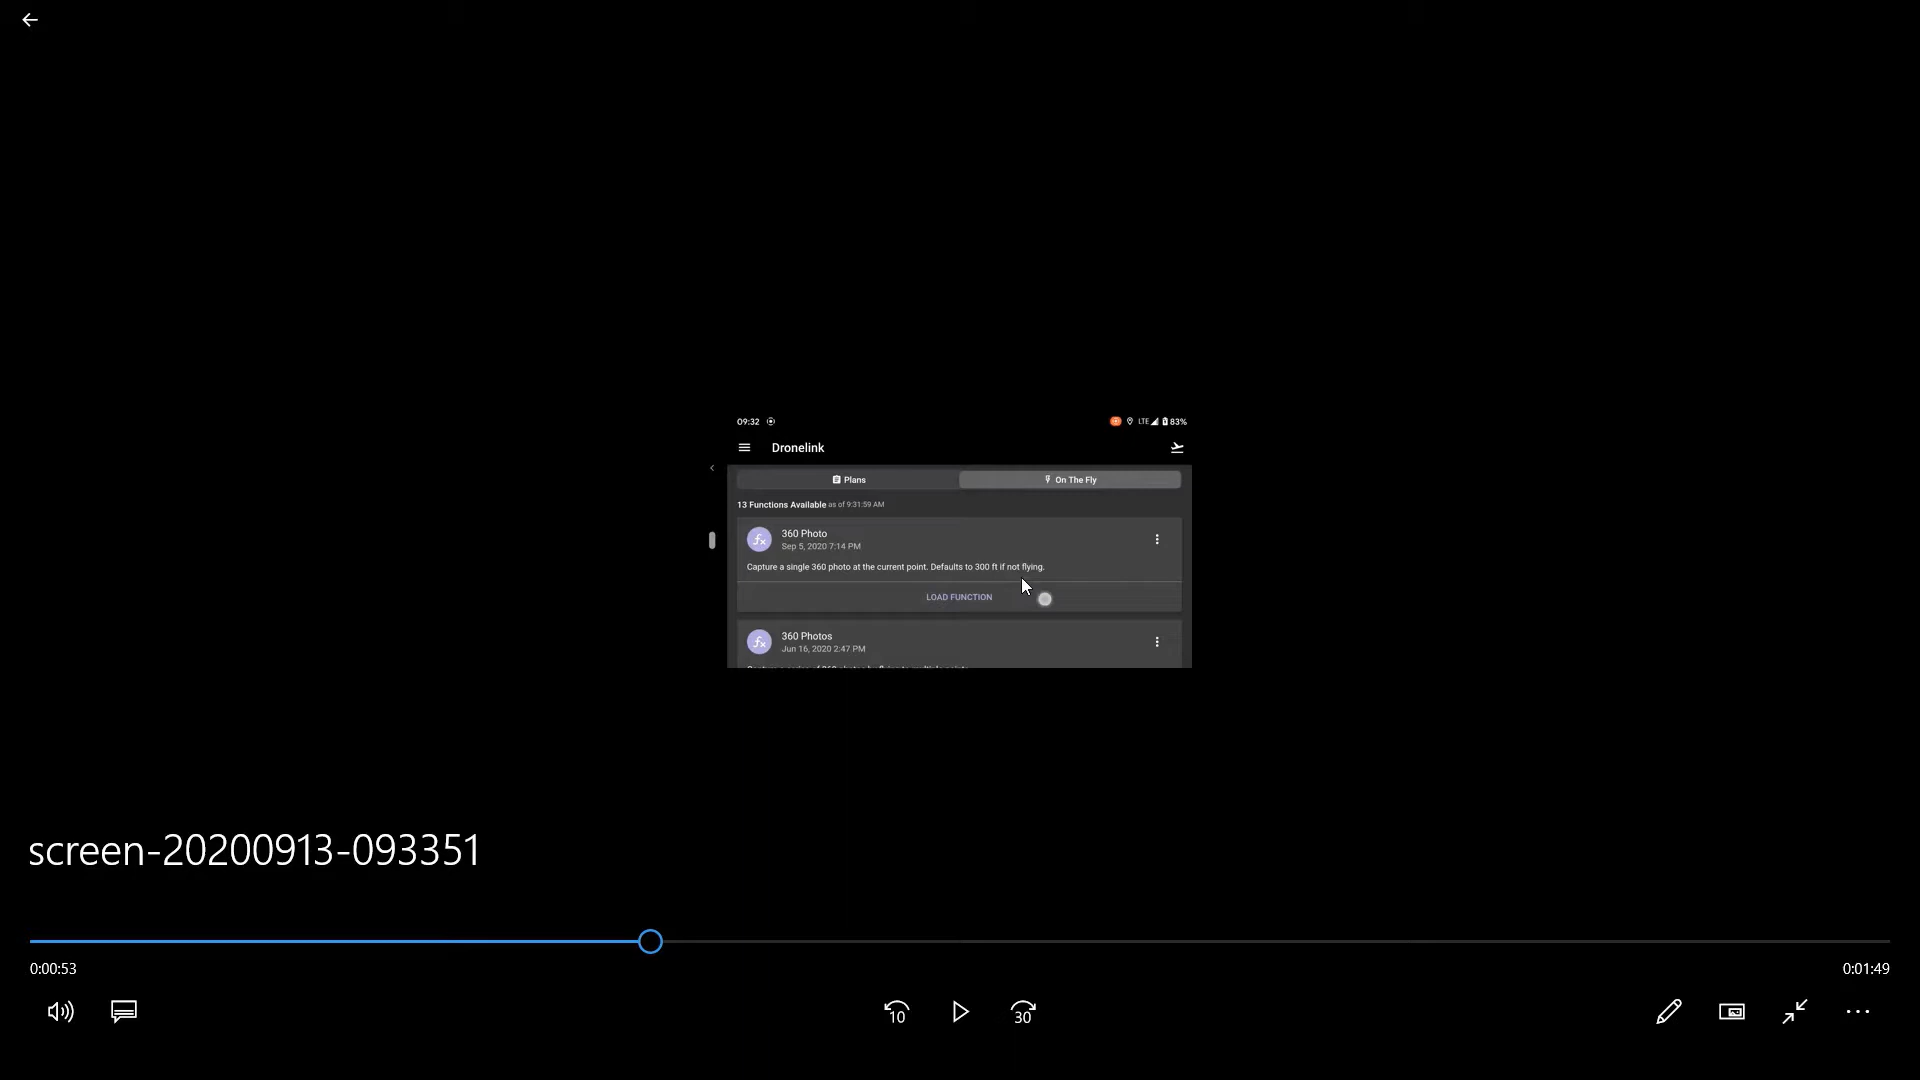 09:32 LTE 83%
Dronelink
Plans On The Fly
13 Functions Available as of 9:31:59 AM
360 Photo
Sep 5, 2020 7:14 PM
Capture a single 360 photo at the current point. Defaults to 300 ft if not flying.
LOAD FUNCTION
360 Photos
Jun 16, 2020 2:47 PM
screen-20200913-093351
0:00:53 0:01:49
10 30